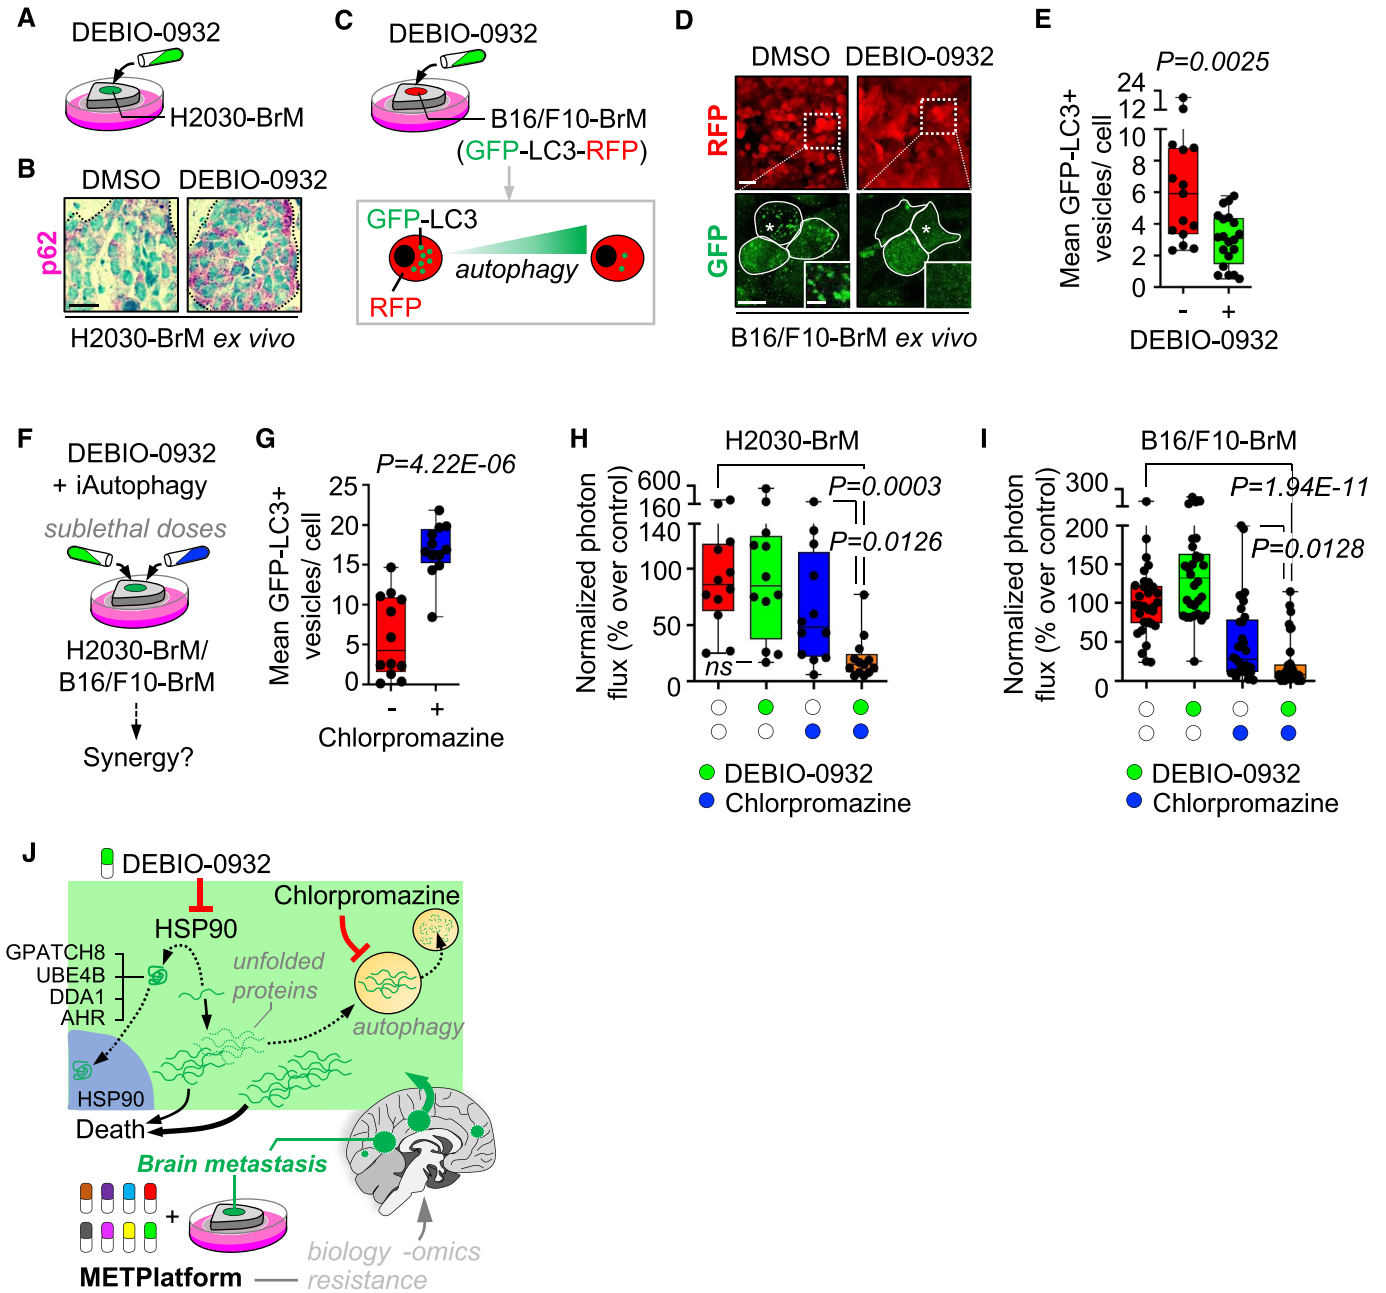 A
DEBIO-0932
H2030-BrM
B
DMSO DEBIO-0932
p62
H2030-BrM ex vivo
C
DEBIO-0932
B16/F10-BrM
(GFP-LC3-RFP)
GFP-LC3
autophagy
RFP
D
DMSO DEBIO-0932
RFP
GFP
*
*
B16/F10-BrM ex vivo
E
P=0.0025
Mean GFP-LC3+
vesicles/ cell
24
12
10
8
6
4
2
0
- +
DEBIO-0932
F
DEBIO-0932
+ iAutophagy
sublethal doses
H2030-BrM/
B16/F10-BrM
Synergy?
G
P=4.22E-06
Mean GFP-LC3+
vesicles/ cell
25
20
15
10
5
0
- +
Chlorpromazine
H
H2030-BrM
Normalized photon
flux (% over control)
600
160
140
100
50
0
P=0.0003
P=0.0126
ns
DEBIO-0932
Chlorpromazine
I
B16/F10-BrM
Normalized photon
flux (% over control)
300
200
150
100
50
0
P=1.94E-11
P=0.0128
DEBIO-0932
Chlorpromazine
J
DEBIO-0932
Chlorpromazine
HSP90
GPATCH8
UBE4B
DDA1
AHR
unfolded
proteins
autophagy
HSP90
Death
Brain metastasis
+
biology -omics
resistance
METPlatform